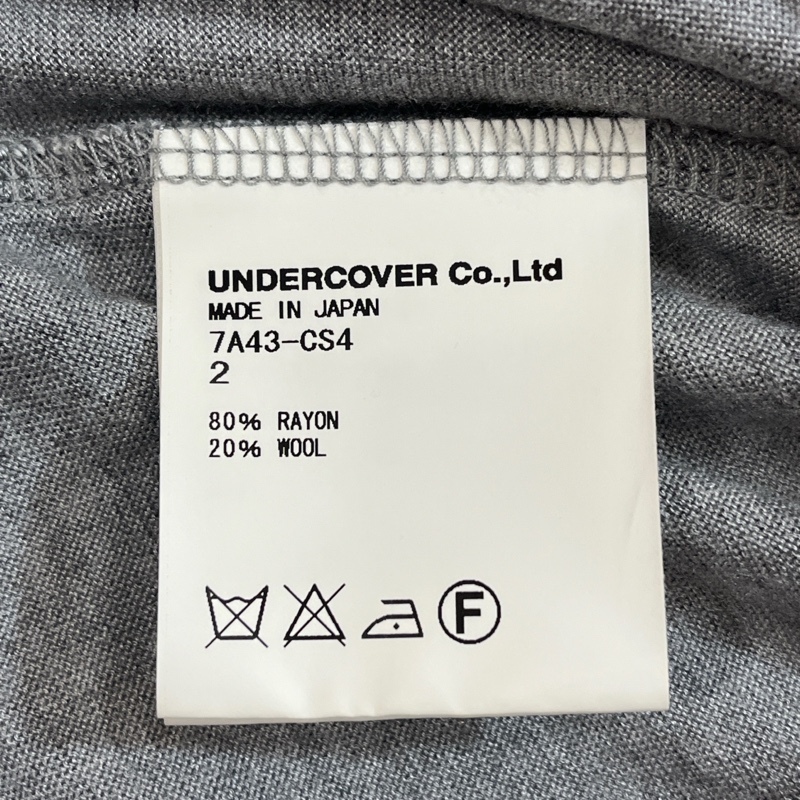 UNDERCOVER Co.,Ltd
MADE IN JAPAN
7A43-CS4
2
80% RAYON
20% WOOL
F